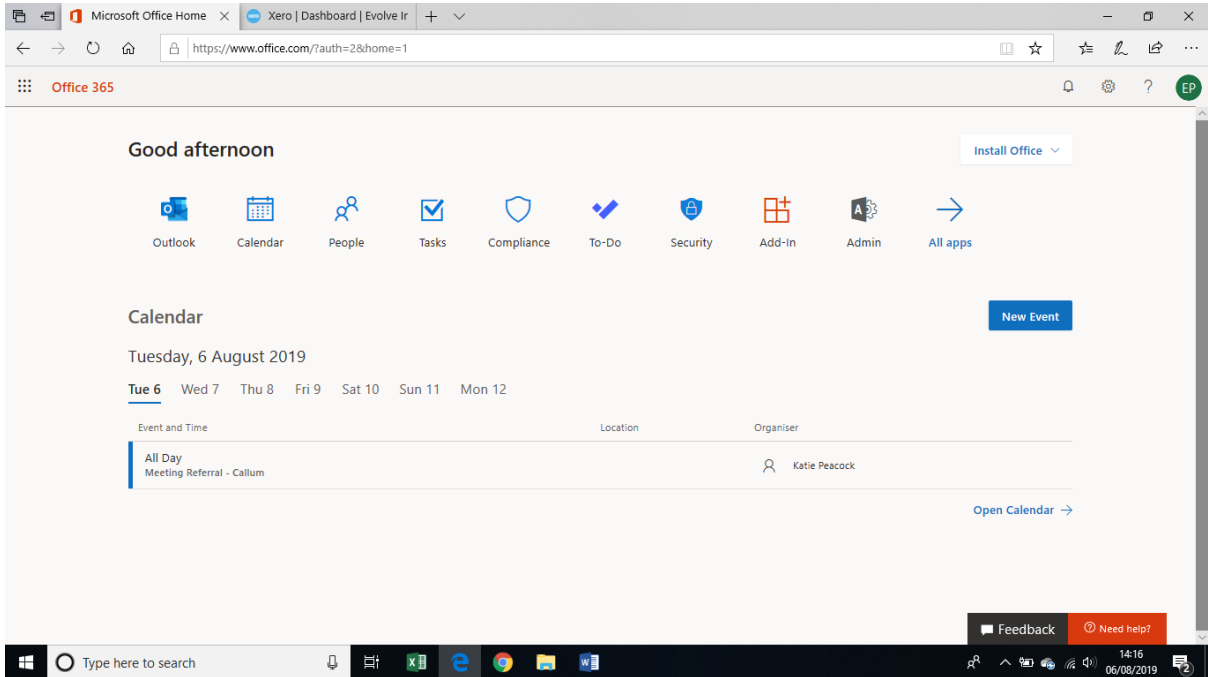 Microsoft Office Home
Xero | Dashboard | Evolve Ir
https://www.office.com/?auth=2&home=1
Office 365
EP
Good afternoon
Install Office
Outlook Calendar People Tasks Compliance To-Do Security Add-In Admin All apps
Calendar
New Event
Tuesday, 6 August 2019
Tue 6 Wed 7 Thu 8 Fri 9 Sat 10 Sun 11 Mon 12
Event and Time Location Organiser
All Day
Meeting Referral - Callum
Katie Peacock
Open Calendar
Feedback
Need help?
Type here to search
14:16
06/08/2019
2